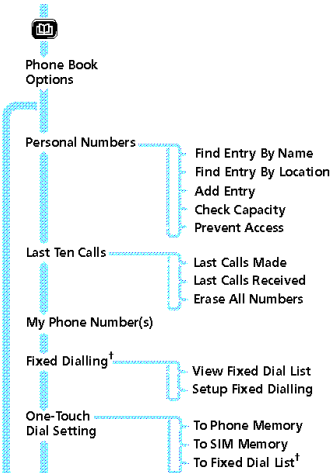 Phone Book
Options
Personal Numbers
Find Entry By Name
Find Entry By Location
Add Entry
Check Capacity
Prevent Access
Last Ten Calls
Last Calls Made
Last Calls Received
Erase All Numbers
My Phone Number(s)
Fixed Dialling†
View Fixed Dial List
Setup Fixed Dialling
One-Touch
Dial Setting
To Phone Memory
To SIM Memory
To Fixed Dial List†